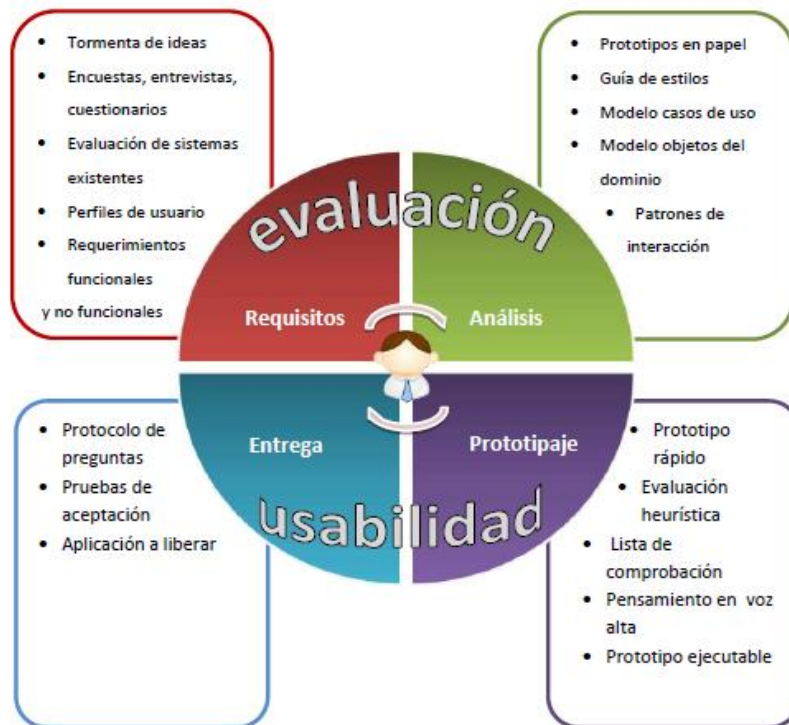 • Tormenta de ideas
• Encuestas, entrevistas,
cuestionarios
• Evaluación de sistemas
existentes
• Perfiles de usuario
• Requerimientos
funcionales
y no funcionales
• Prototipos en papel
• Guía de estilos
• Modelo casos de uso
• Modelo objetos del
dominio
• Patrones de
interacción
evaluación
Requisitos
Análisis
Entrega
Prototipaje
usabilidad
• Protocolo de
preguntas
• Pruebas de
aceptación
• Aplicación a liberar
• Prototipo
rápido
• Evaluación
heurística
• Lista de
comprobación
• Pensamiento en voz
alta
• Prototipo ejecutable